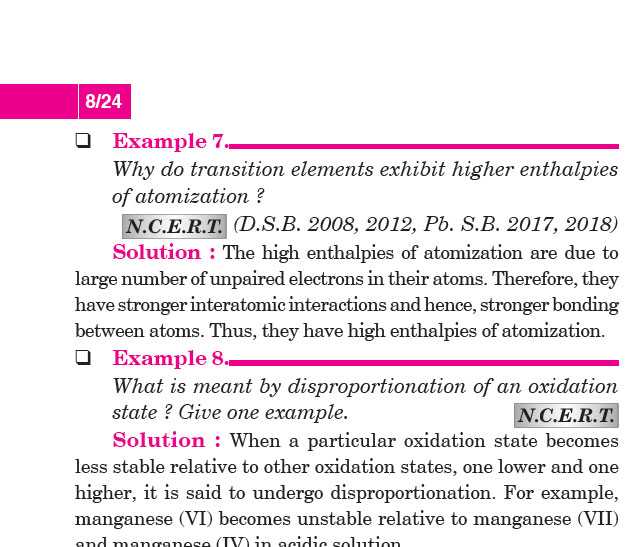 8/24
❑ Example 7.
Why do transition elements exhibit higher enthalpies
of atomization ?
N.C.E.R.T. (D.S.B. 2008, 2012, Pb. S.B. 2017, 2018)
Solution : The high enthalpies of atomization are due to
large number of unpaired electrons in their atoms. Therefore, they
have stronger interatomic interactions and hence, stronger bonding
between atoms. Thus, they have high enthalpies of atomization.
❑ Example 8.
What is meant by disproportionation of an oxidation
state ? Give one example. N.C.E.R.T.
Solution : When a particular oxidation state becomes
less stable relative to other oxidation states, one lower and one
higher, it is said to undergo disproportionation. For example,
manganese (VI) becomes unstable relative to manganese (VII)
and manganese (IV) in acidic solution.